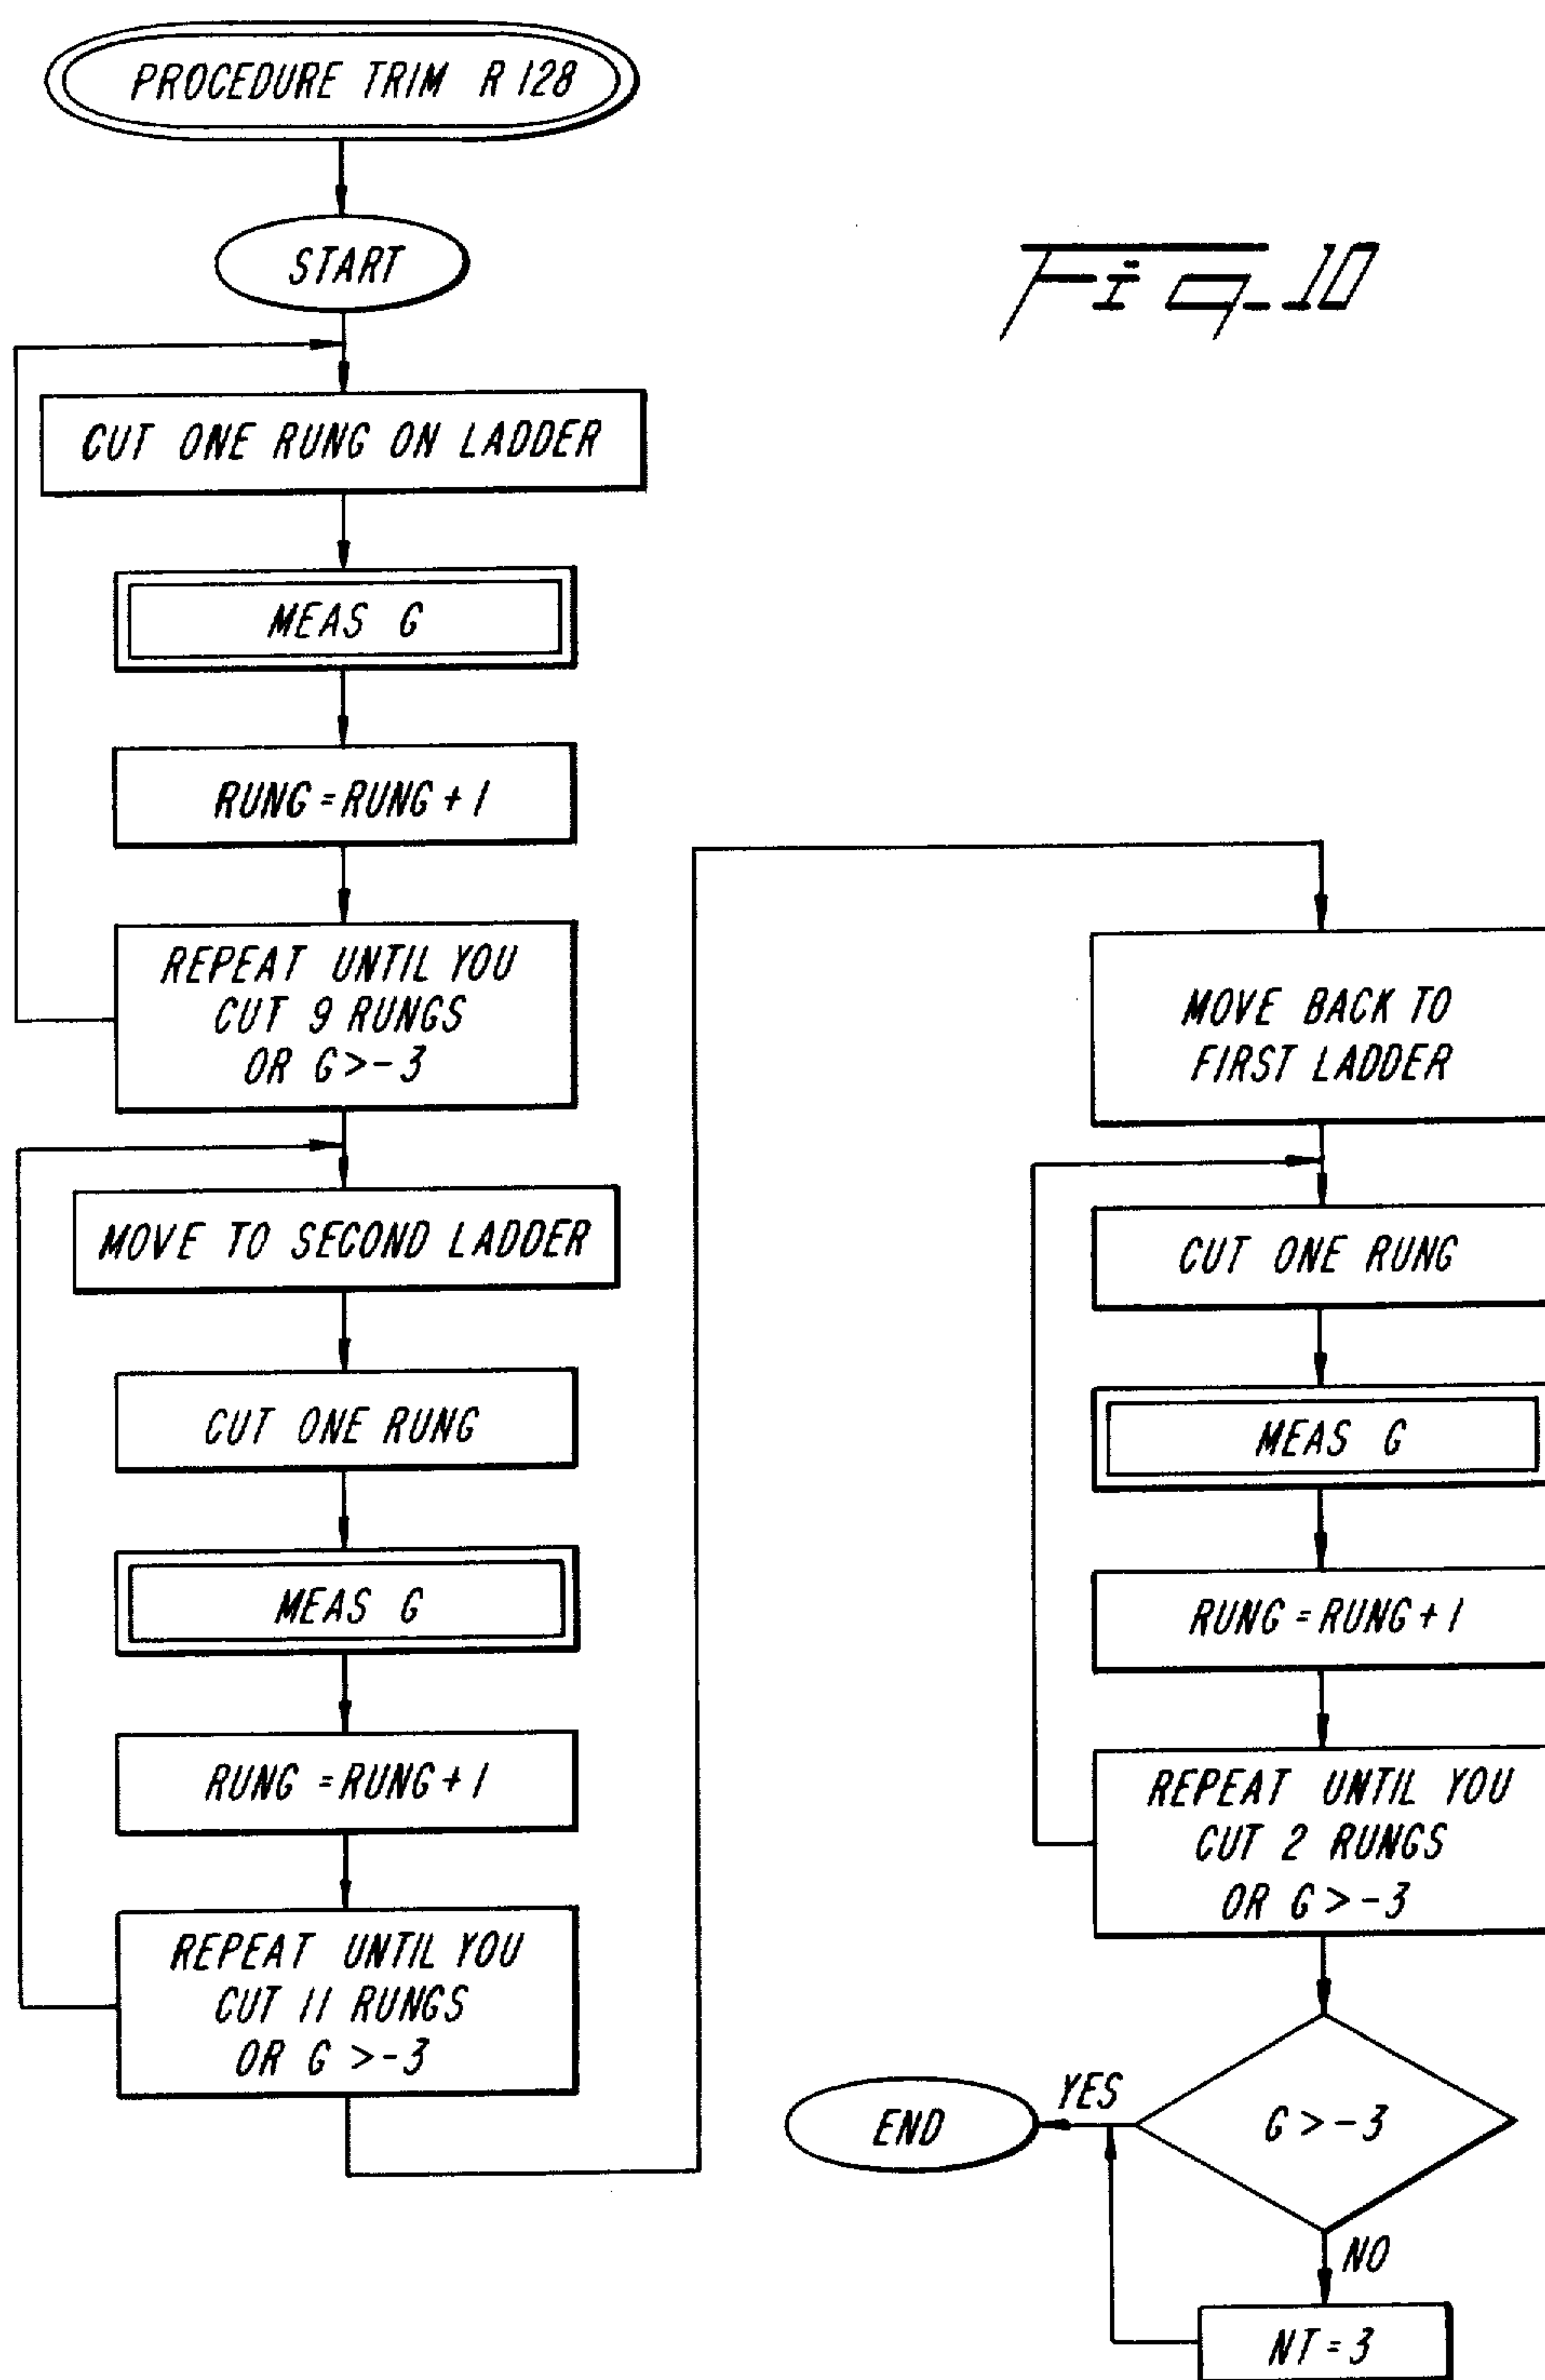 PROCEDURE TRIM R 128
START
Fig. 10
CUT ONE RUNG ON LADDER
MEAS G
RUNG = RUNG + 1
REPEAT UNTIL YOU
CUT 9 RUNGS
OR G > - 3
MOVE TO SECOND LADDER
CUT ONE RUNG
MEAS G
RUNG = RUNG + 1
REPEAT UNTIL YOU
CUT 11 RUNGS
OR G > - 3
MOVE BACK TO
FIRST LADDER
CUT ONE RUNG
MEAS G
RUNG = RUNG + 1
REPEAT UNTIL YOU
CUT 2 RUNGS
OR G > - 3
G > - 3
YES
END
NO
NT = 3